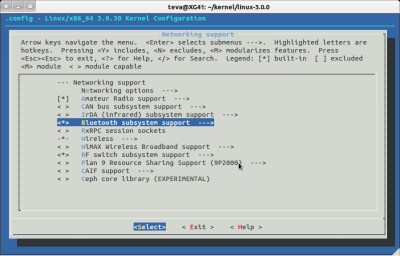 teva@XG41: ~/kernel/linux-3.0.0
.config - Linux/x86_64 3.0.30 Kernel Configuration
Networking support
Arrow keys navigate the menu. <Enter> selects submenus --->. Highlighted letters are
hotkeys. Pressing <Y> includes, <N> excludes, <M> modularizes features. Press
<Esc><Esc> to exit, <?> for Help, </> for Search. Legend: [*] built-in [ ] excluded
<M> module < > module capable
--- Networking support
Networking options --->
[*] Amateur Radio support --->
< > CAN bus subsystem support --->
< > IrDA (infrared) subsystem support --->
<*> Bluetooth subsystem support --->
< > RxRPC session sockets
-*- Wireless --->
< > WiMAX Wireless Broadband support --->
<*> RF switch subsystem support --->
< > Plan 9 Resource Sharing Support (9P2000) --->
< > CAIF support --->
< > Ceph core library (EXPERIMENTAL)
<Select> < Exit > < Help >